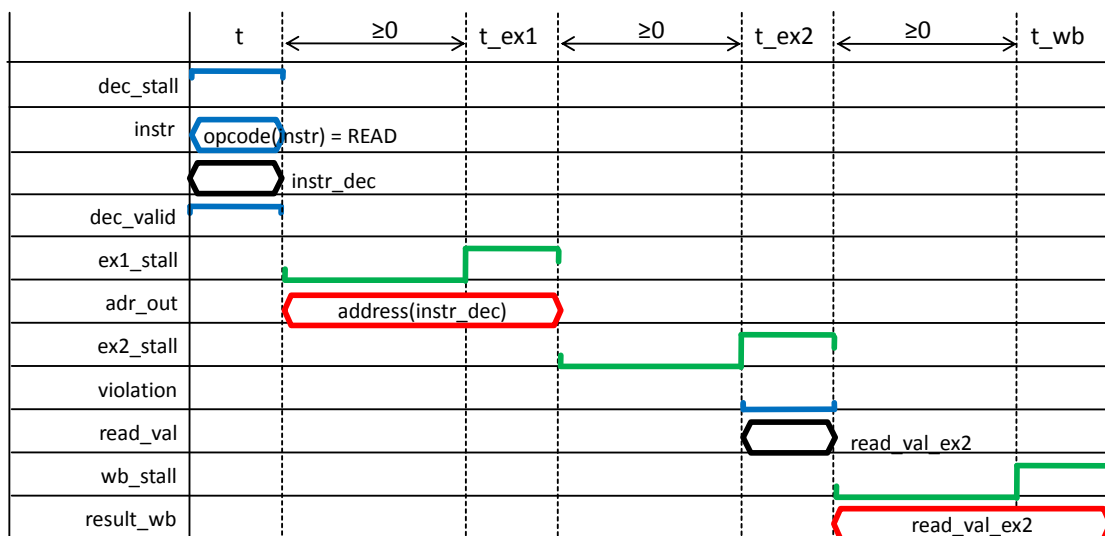 t ≥0 t_ex1 ≥0 t_ex2 ≥0 t_wb
dec_stall
instr opcode(instr) = READ
instr_dec
dec_valid
ex1_stall
adr_out address(instr_dec)
ex2_stall
violation
read_val read_val_ex2
wb_stall
result_wb read_val_ex2